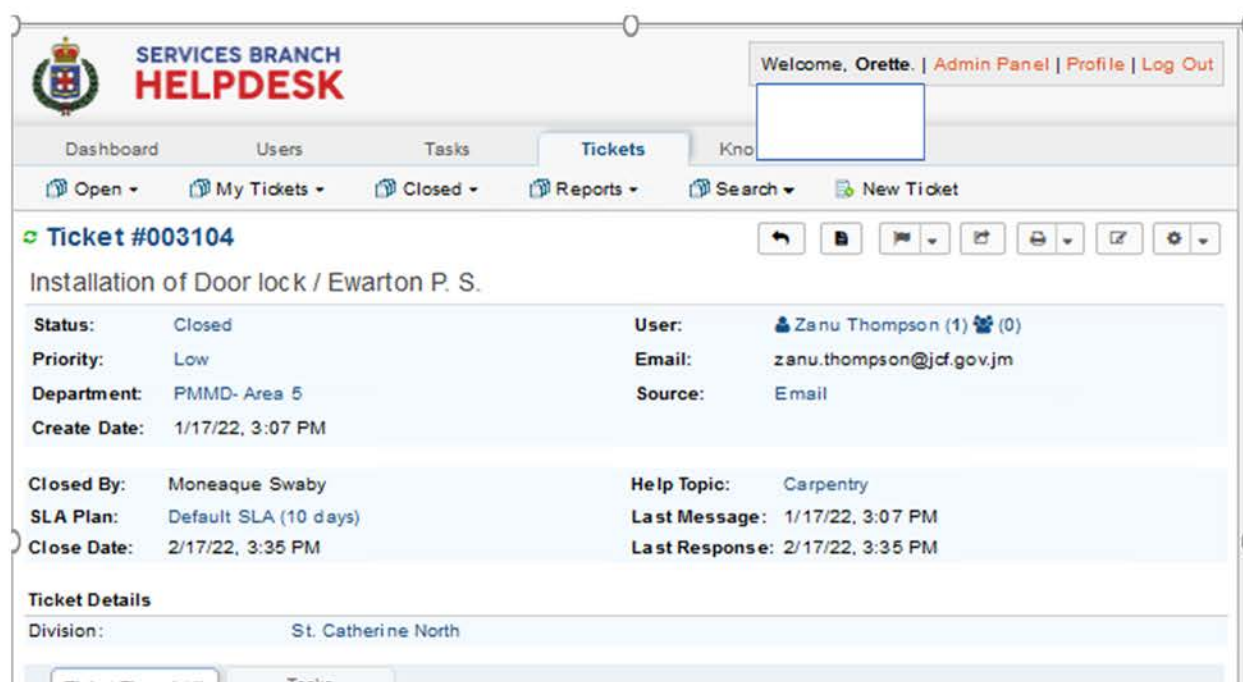 SERVICES BRANCH
HELPDESK
Welcome, Orette. | Admin Panel | Profile | Log Out
Dashboard Users Tasks Tickets Kno
Open My Tickets Closed Reports Search New Ticket
Ticket #003104
Installation of Door lock / Ewarton P. S.
Status: Closed User: Zanu Thompson (1) (0)
Priority: Low Email: zanu.thompson@jcf.gov.jm
Department: PMMD- Area 5 Source: Email
Create Date: 1/17/22, 3:07 PM
Closed By: Moneaque Swaby Help Topic: Carpentry
SLA Plan: Default SLA (10 days) Last Message: 1/17/22, 3:07 PM
Close Date: 2/17/22, 3:35 PM Last Response: 2/17/22, 3:35 PM
Ticket Details
Division: St. Catherine North
Tasks